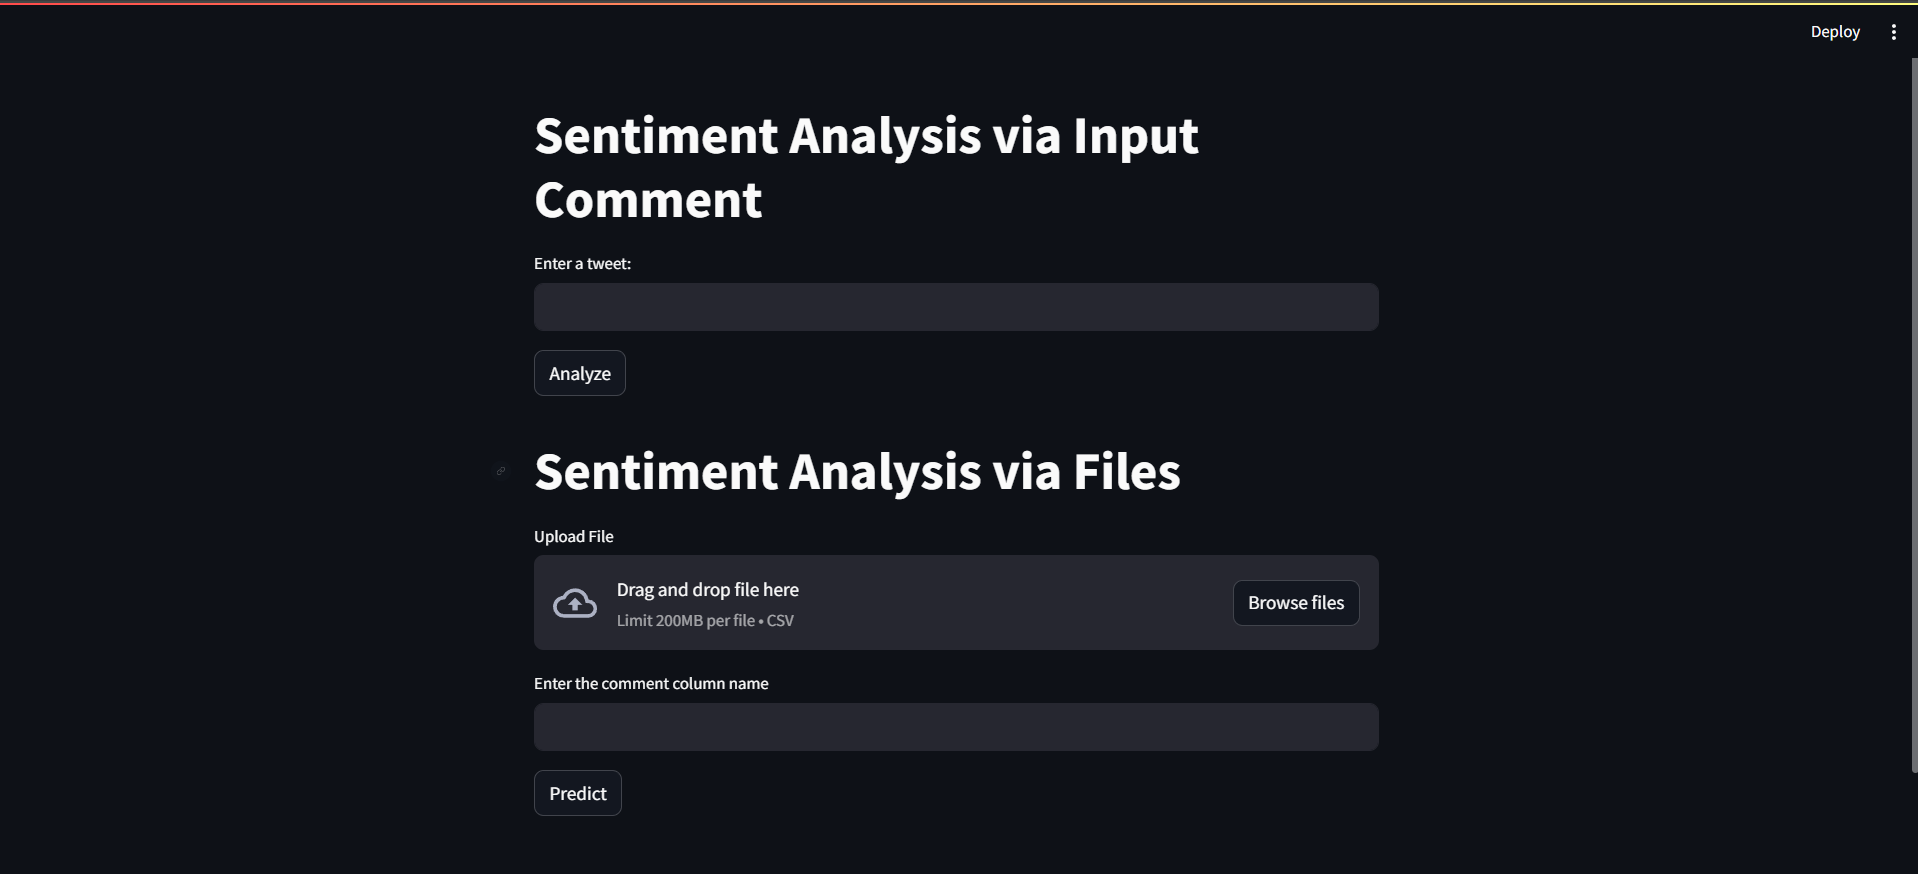 Deploy
Sentiment Analysis via Input
Comment
Enter a tweet:
Analyze
Sentiment Analysis via Files
Upload File
Drag and drop file here
Limit 200MB per file • CSV
Browse files
Enter the comment column name
Predict